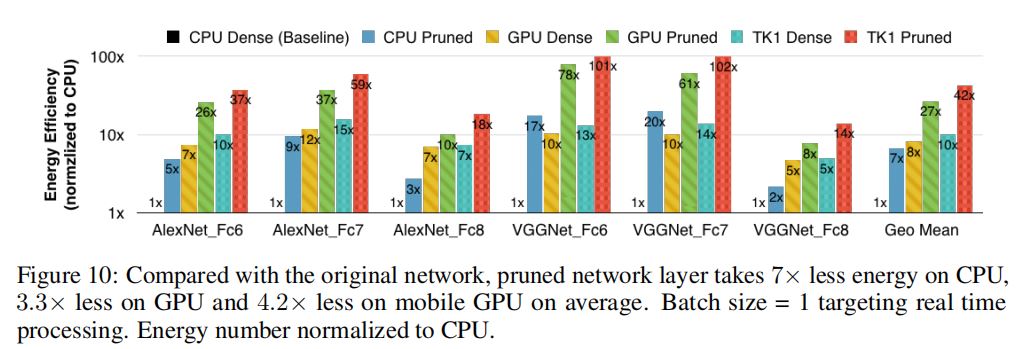 CPU Dense (Baseline) CPU Pruned GPU Dense GPU Pruned TK1 Dense TK1 Pruned
Energy Efficiency
(normzlized to CPU)
100x
10x
1x
1x 5x 7x 26x 10x 37x
1x 9x 12x 37x 15x 59x
1x 3x 7x 10x 7x 18x
1x 17x 10x 78x 13x 101x
1x 20x 10x 61x 14x 102x
1x 2x 5x 8x 5x 14x
1x 7x 8x 27x 10x 42x
AlexNet_Fc6 AlexNet_Fc7 AlexNet_Fc8 VGGNet_Fc6 VGGNet_Fc7 VGGNet_Fc8 Geo Mean
Figure 10: Compared with the original network, pruned network layer takes 7× less energy on CPU,
3.3× less on GPU and 4.2× less on mobile GPU on average. Batch size = 1 targeting real time
processing. Energy number normalized to CPU.